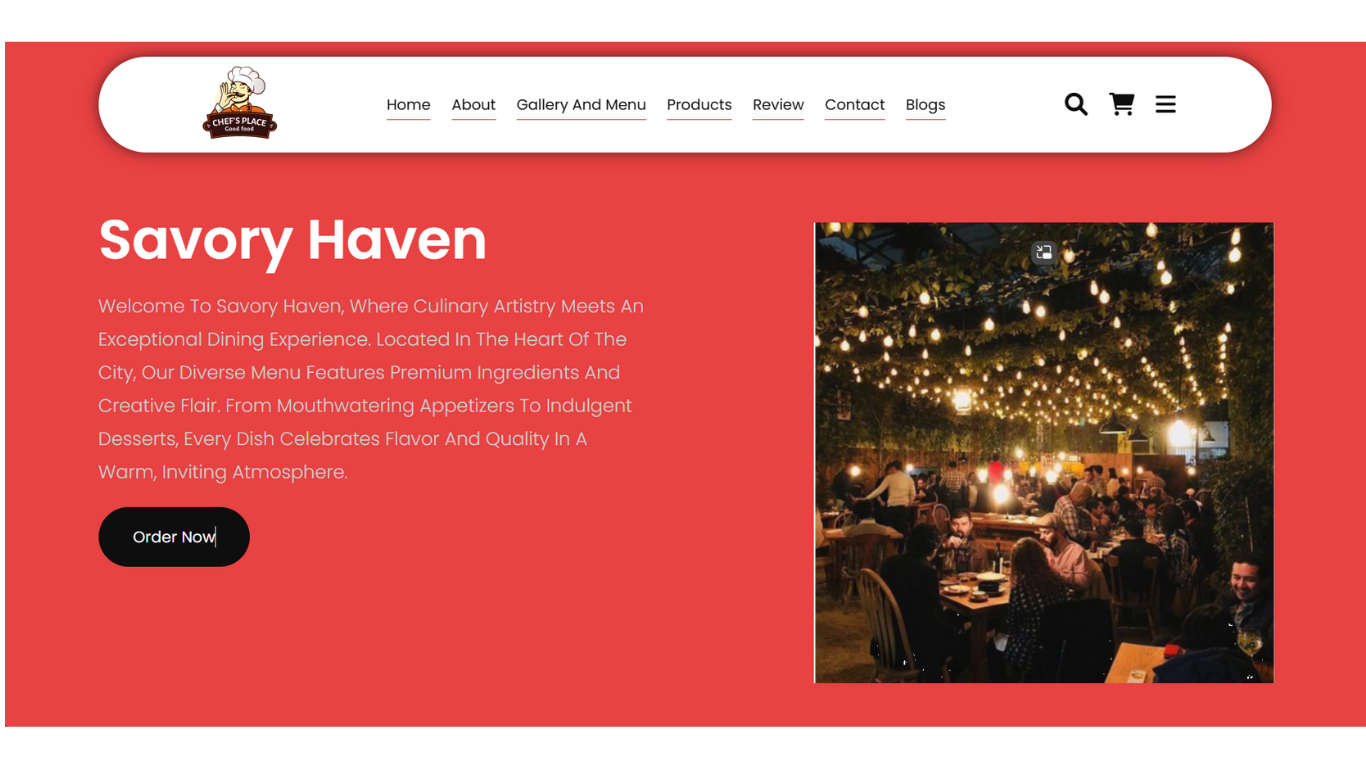 CHEF'S PLACE
Good food
Home About Gallery And Menu Products Review Contact Blogs
Savory Haven
Welcome To Savory Haven, Where Culinary Artistry Meets An
Exceptional Dining Experience. Located In The Heart Of The
City, Our Diverse Menu Features Premium Ingredients And
Creative Flair. From Mouthwatering Appetizers To Indulgent
Desserts, Every Dish Celebrates Flavor And Quality In A
Warm, Inviting Atmosphere.
Order Now